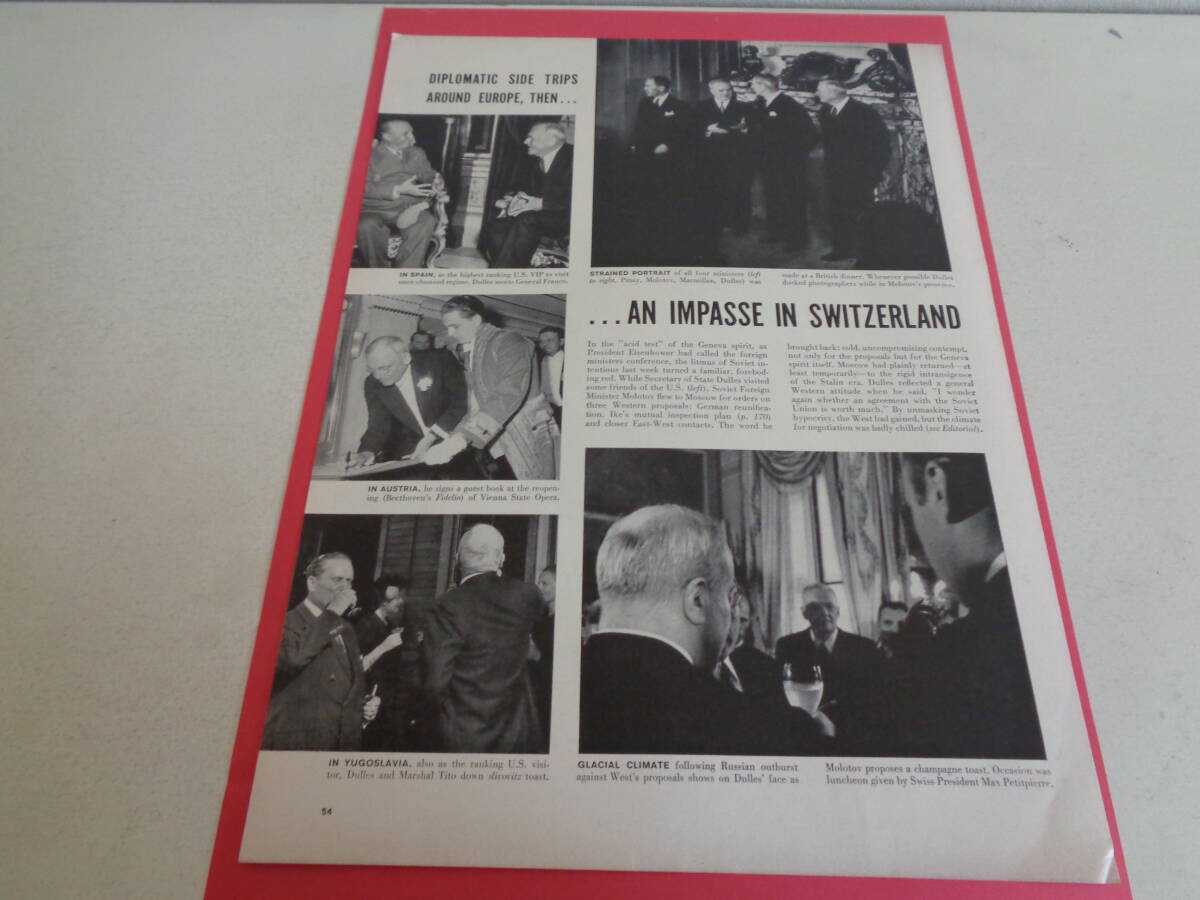 DIPLOMATIC SIDE TRIPS
AROUND EUROPE, THEN...
IN SPAIN, as the highest ranking U.S. VIP to visit
once-shunned regime, Dulles meets General Franco.
IN AUSTRIA, he signs a guest book at the reopen-
ing (Beethoven's Fidelio) of Vienna State Opera.
IN YUGOSLAVIA, also as the ranking U.S. visi-
tor, Dulles and Marshal Tito down slivovitz toast.
STRAINED PORTRAIT of all four ministers (left
to right, Pinay, Molotov, Macmillan, Dulles) was
made at a British dinner. Whenever possible Dulles
ducked photographers while in Molotov's presence.
...AN IMPASSE IN SWITZERLAND
In the "acid test" of the Geneva spirit, as
President Eisenhower had called the foreign
ministers conference, the litmus of Soviet in-
tentions last week turned a familiar, forebod-
ing red. While Secretary of State Dulles visited
some friends of the U.S. (left), Soviet Foreign
Minister Molotov flew to Moscow for orders on
three Western proposals: German reunifica-
tion, Ike's mutual inspection plan (p. 170)
and closer East-West contacts. The word he
brought back: cold, uncompromising contempt,
not only for the proposals but for the Geneva
spirit itself. Moscow had plainly returned—at
least temporarily—to the rigid intransigence
of the Stalin era. Dulles reflected a general
Western attitude when he said, "I wonder
again whether an agreement with the Soviet
Union is worth much." By unmasking Soviet
hypocrisy, the West had gained, but the climate
for negotiation was badly chilled (see Editorial).
GLACIAL CLIMATE following Russian outburst
against West's proposals shows on Dulles' face as
Molotov proposes a champagne toast. Occasion was
luncheon given by Swiss President Max Petitpierre.
54